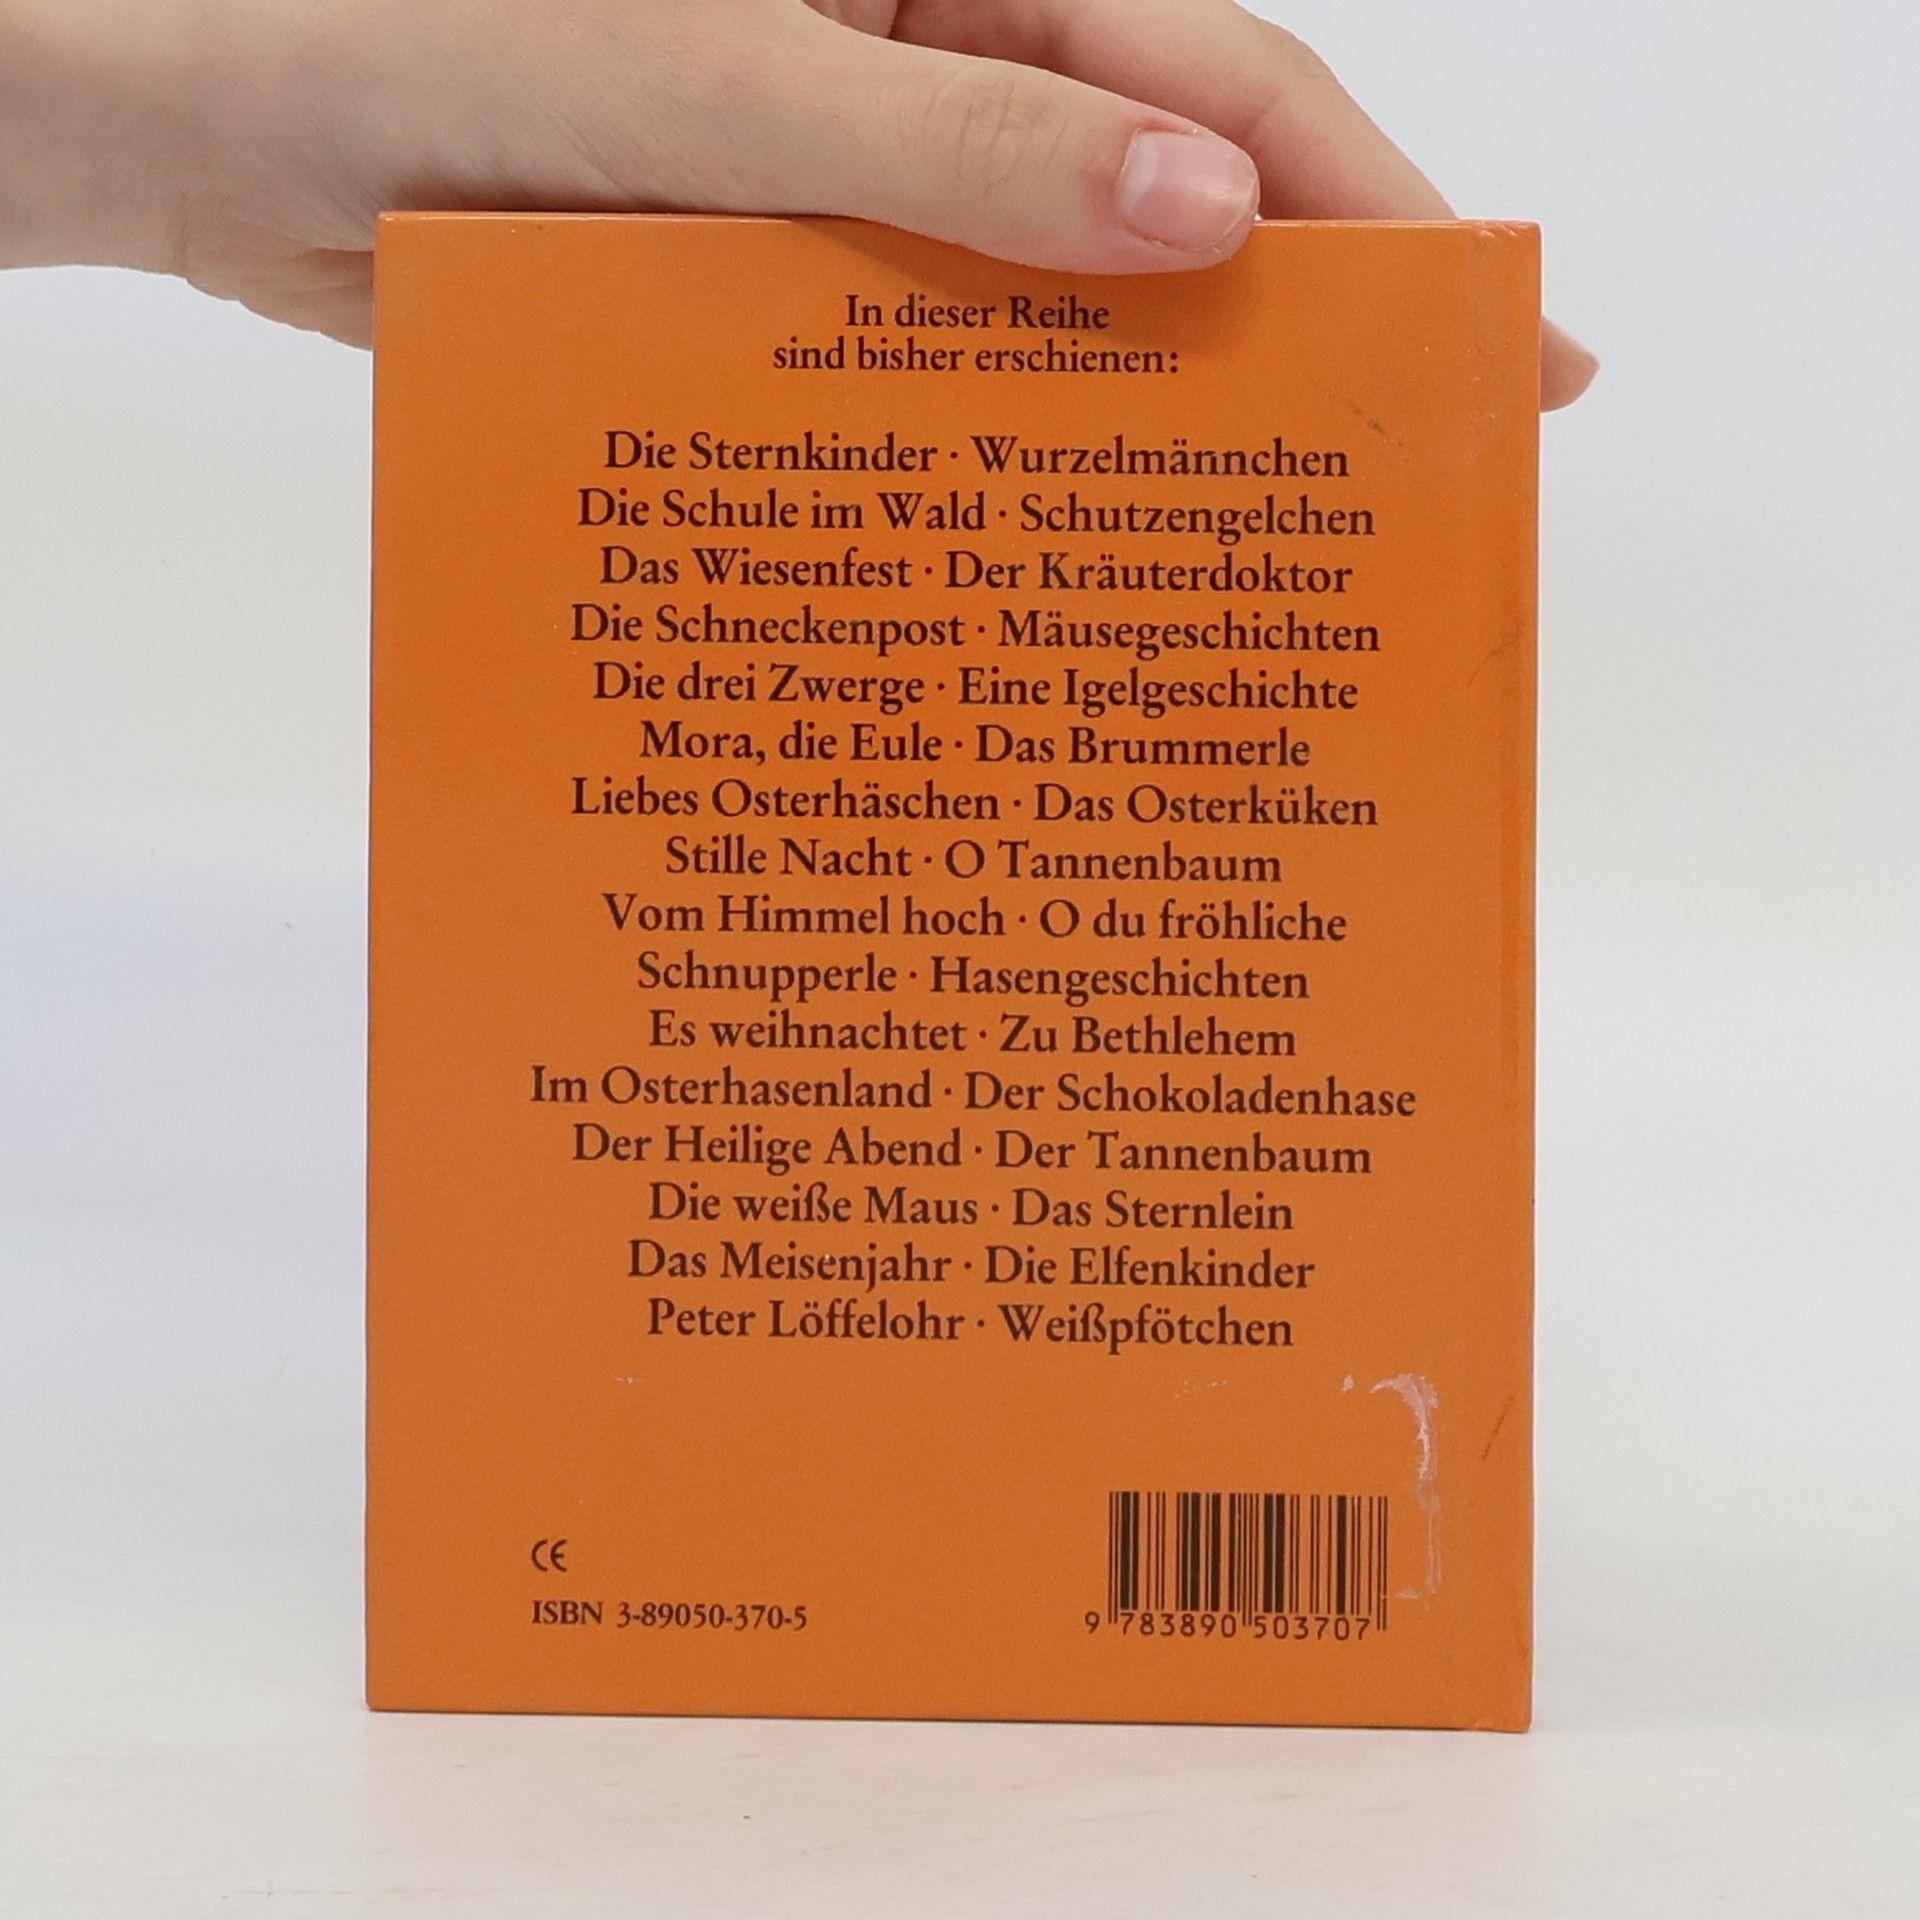 In dieser Reihe
sind bisher erschienen:
Die Sternkinder · Wurzelmännchen
Die Schule im Wald · Schutzengelchen
Das Wiesenfest · Der Kräuterdoktor
Die Schneckenpost · Mäusegeschichten
Die drei Zwerge · Eine Igelgeschichte
Mora, die Eule · Das Brummerle
Liebes Osterhäschen · Das Osterküken
Stille Nacht · O Tannenbaum
Vom Himmel hoch · O du fröhliche
Schnupperle · Hasengeschichten
Es weihnachtet · Zu Bethlehem
Im Osterhasenland · Der Schokoladenhase
Der Heilige Abend · Der Tannenbaum
Die weiße Maus · Das Sternlein
Das Meisenjahr · Die Elfenkinder
Peter Löffelohr · Weißpfötchen
CE
ISBN 3-89050-370-5
9 783890 503707